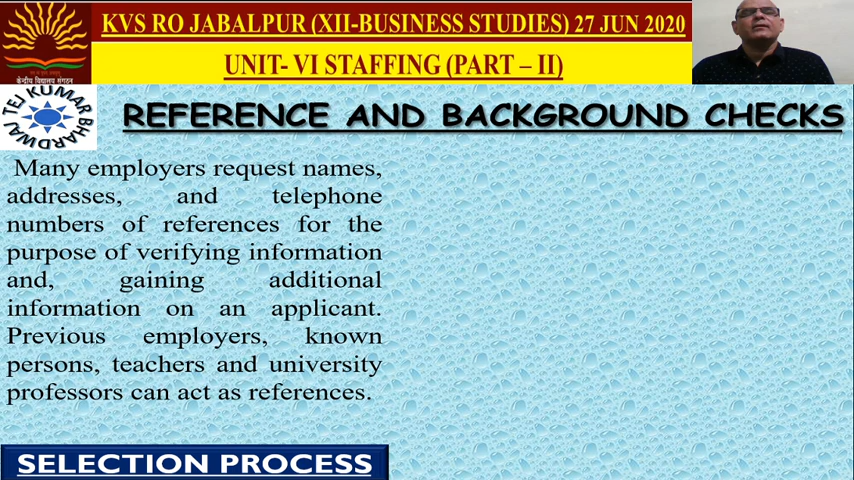 KVS RO JABALPUR (XII-BUSINESS STUDIES) 27 JUN 2020
UNIT- VI STAFFING (PART – II)
केन्द्रीय विद्यालय संगठन
TEJ KUMAR BHARDWAJ
REFERENCE AND BACKGROUND CHECKS
Many employers request names,
addresses, and telephone
numbers of references for the
purpose of verifying information
and, gaining additional
information on an applicant.
Previous employers, known
persons, teachers and university
professors can act as references.
SELECTION PROCESS